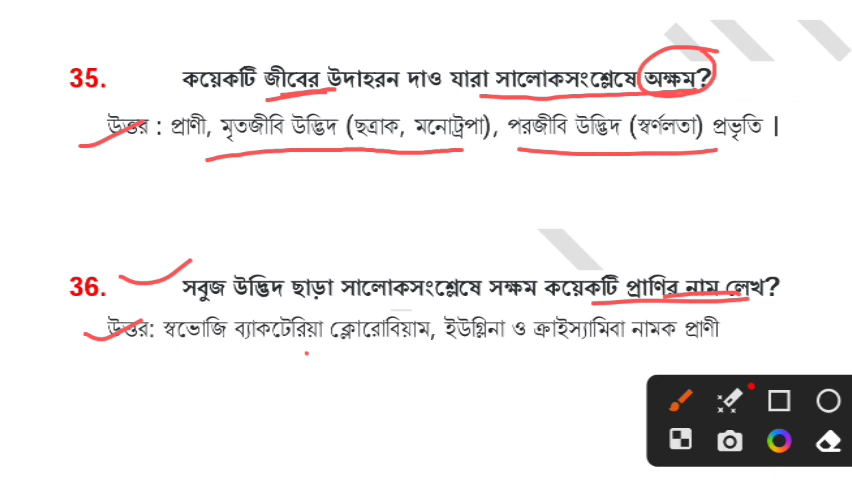 35. কয়েকটি জীবের উদাহরন দাও যারা সালোকসংশ্লেষে অক্ষম?
উত্তর : প্রাণী, মৃতজীবি উদ্ভিদ (ছত্রাক, মনোট্রপা), পরজীবি উদ্ভিদ (স্বর্ণলতা) প্রভৃতি |
36. সবুজ উদ্ভিদ ছাড়া সালোকসংশ্লেষে সক্ষম কয়েকটি প্রাণির নাম লেখ?
উত্তর: স্বভোজি ব্যাকটেরিয়া ক্লোরোবিয়াম, ইউগ্লিনা ও ক্রাইস্যামিবা নামক প্রাণী